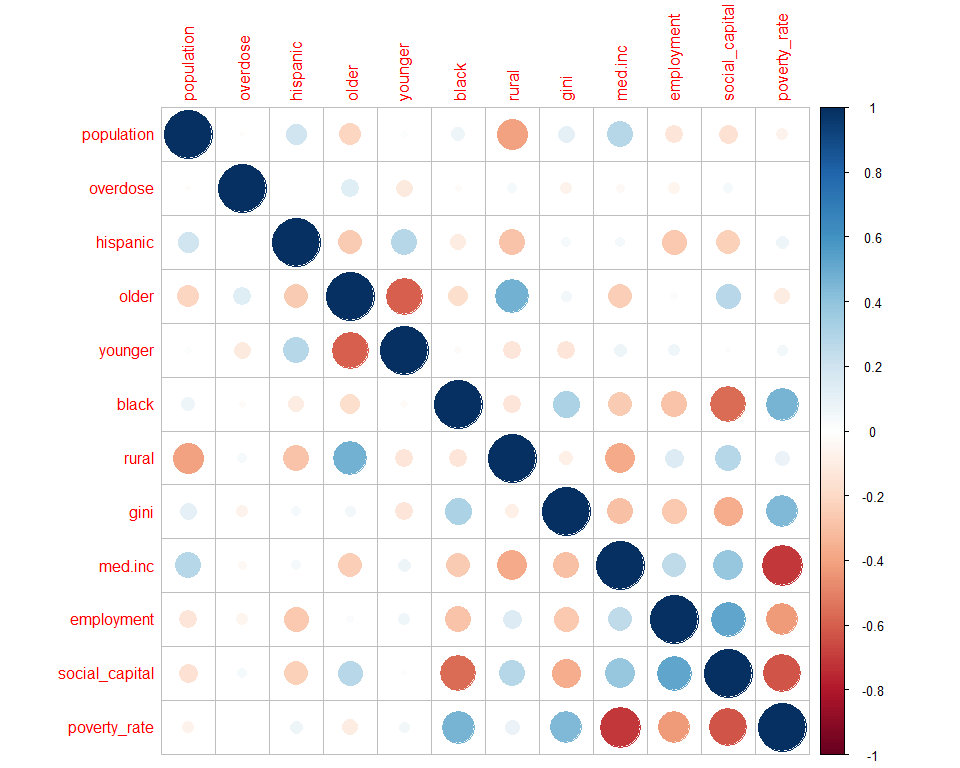 population
overdose
hispanic
older
younger
black
rural
gini
med.inc
employment
social_capital
poverty_rate
population
overdose
hispanic
older
younger
black
rural
gini
med.inc
employment
social_capital
poverty_rate
1
0.8
0.6
0.4
0.2
0
-0.2
-0.4
-0.6
-0.8
-1